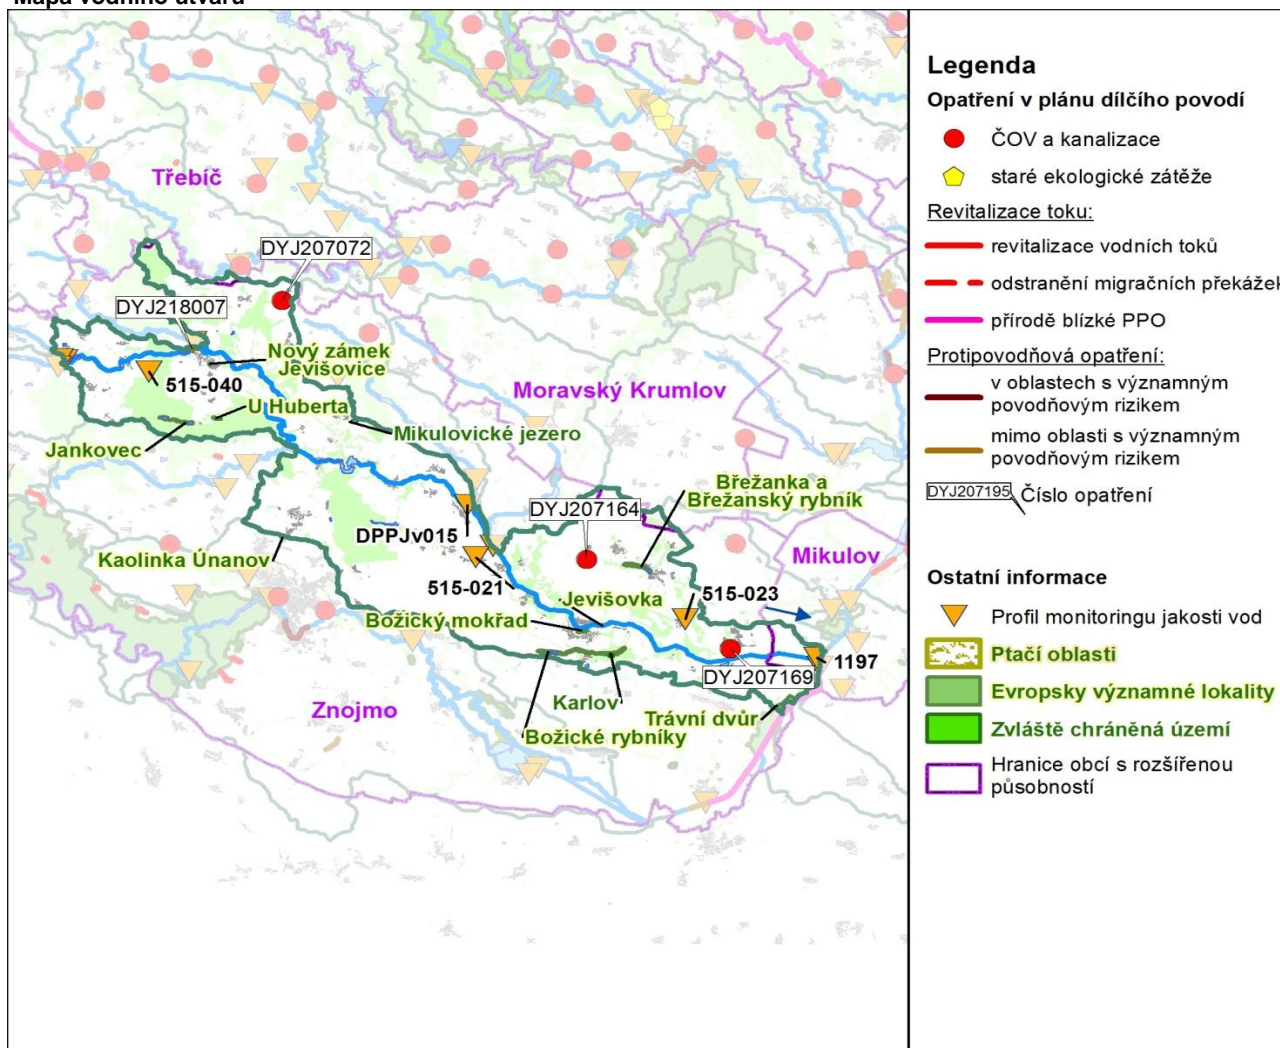 Mapa vodního útvaru
Třebíč
DYJ207072
DYJ218007
Nový zámek
Jevišovice
515-040
U Huberta
Jankovec
Mikulovické jezero
Moravský Krumlov
Břežanka a
Břežanský rybník
DYJ207164
DPPJv015
Mikulov
Kaolinka Únanov
515-021
515-023
Jevišovka
Božický mokřad
1197
DYJ207169
Karlov
Znojmo
Trávní dvůr
Božické rybníky
Legenda
Opatření v plánu dílčího povodí
ČOV a kanalizace
staré ekologické zátěže
Revitalizace toku:
revitalizace vodních toků
odstranění migračních překážek
přírodě blízké PPO
Protipovodňová opatření:
v oblastech s významným
povodňovým rizikem
mimo oblasti s významným
povodňovým rizikem
DYJ207195 Číslo opatření
Ostatní informace
Profil monitoringu jakosti vod
Ptačí oblasti
Evropsky významné lokality
Zvláště chráněná území
Hranice obcí s rozšířenou
působností